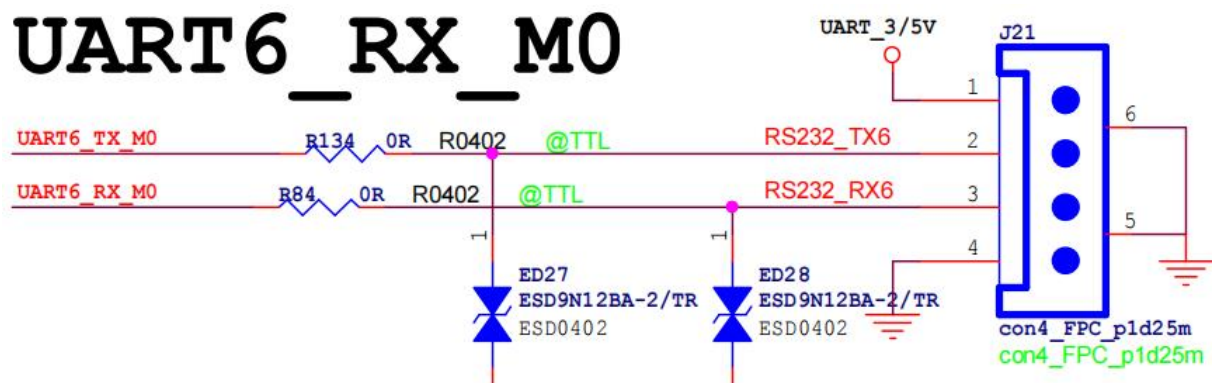 UART6_RX_M0
UART_3/5V
J21
1
6
UART6_TX_M0 R134 0R R0402 @TTL RS232_TX6 2
UART6_RX_M0 R84 0R R0402 @TTL RS232_RX6 3
5
1 1 4
ED27 ED28
ESD9N12BA-2/TR ESD9N12BA-2/TR
ESD0402 ESD0402
con4_FPC_p1d25m
con4_FPC_p1d25m